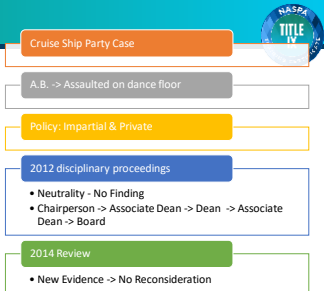 NASPA
TITLE
IV
Cruise Ship Party Case
A.B. -> Assaulted on dance floor
Policy: Impartial & Private
2012 disciplinary proceedings
• Neutrality - No Finding
• Chairperson -> Associate Dean -> Dean -> Associate
Dean -> Board
2014 Review
• New Evidence -> No Reconsideration